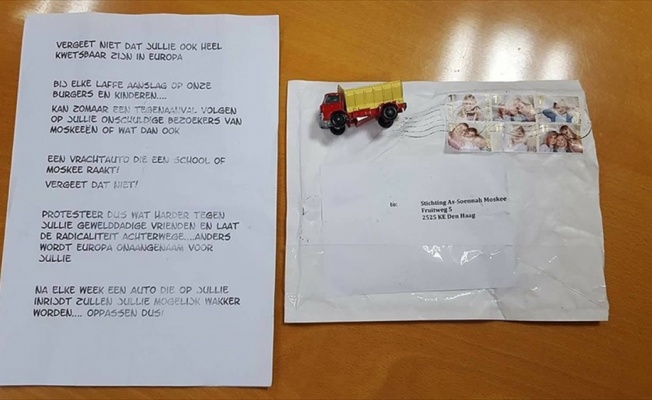 VERGEET NIET DAT JULLIE OOK HEEL
KWETSBAAR ZIJN IN EUROPA
BIJ ELKE LAFFE AANSLAG OP ONZE
BURGERS EN KINDEREN....
KAN ZOMAAR EEN TEGENAANVAL VOLGEN
OP JULLIE ONSCHULDIGE BEZOEKERS VAN
MOSKEEËN OF WAT DAN OOK
EEN VRACHTAUTO DIE EEN SCHOOL OF
MOSKEE RAAKT!
VERGEET DAT NIET!
PROTESTEER DUS WAT HARDER TEGEN
JULLIE GEWELDDADIGE VRIENDEN EN LAAT
DE RADICALITEIT ACHTERWEGE....ANDERS
WORDT EUROPA ONAANGENAAM VOOR
JULLIE
NA ELKE WEEK EEN AUTO DIE OP JULLIE
INRIJDT ZULLEN JULLIE MOGELIJK WAKKER
WORDEN.... OPPASSEN DUS!
to:
Stichting As-Soennah Moskee
Fruitweg 5
2525 KE Den Haag